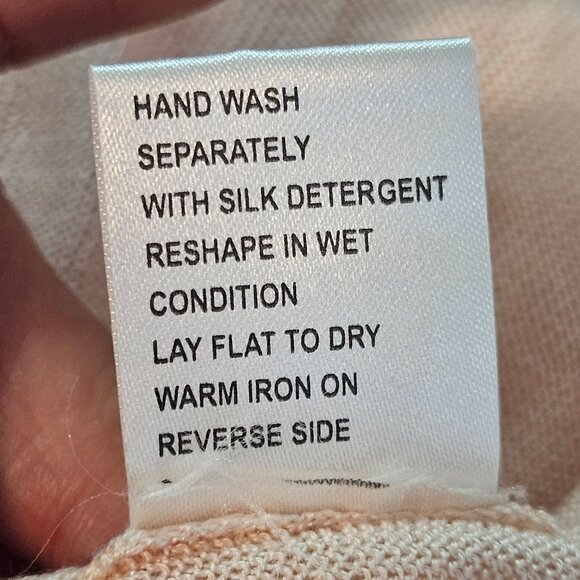 HAND WASH
SEPARATELY
WITH SILK DETERGENT
RESHAPE IN WET
CONDITION
LAY FLAT TO DRY
WARM IRON ON
REVERSE SIDE